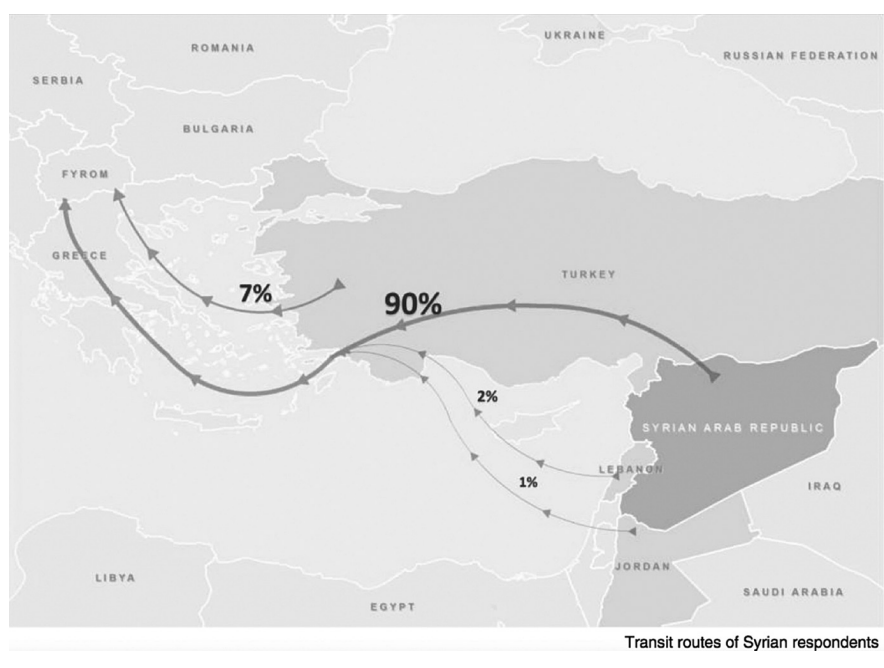 UKRAINE
ROMANIA
RUSSIAN FEDERATION
SERBIA
BULGARIA
FYROM
GREECE
TURKEY
7%
90%
2%
SYRIAN ARAB REPUBLIC
LEBANON
1%
IRAQ
JORDAN
LIBYA
SAUDI ARABIA
EGYPT
Transit routes of Syrian respondents